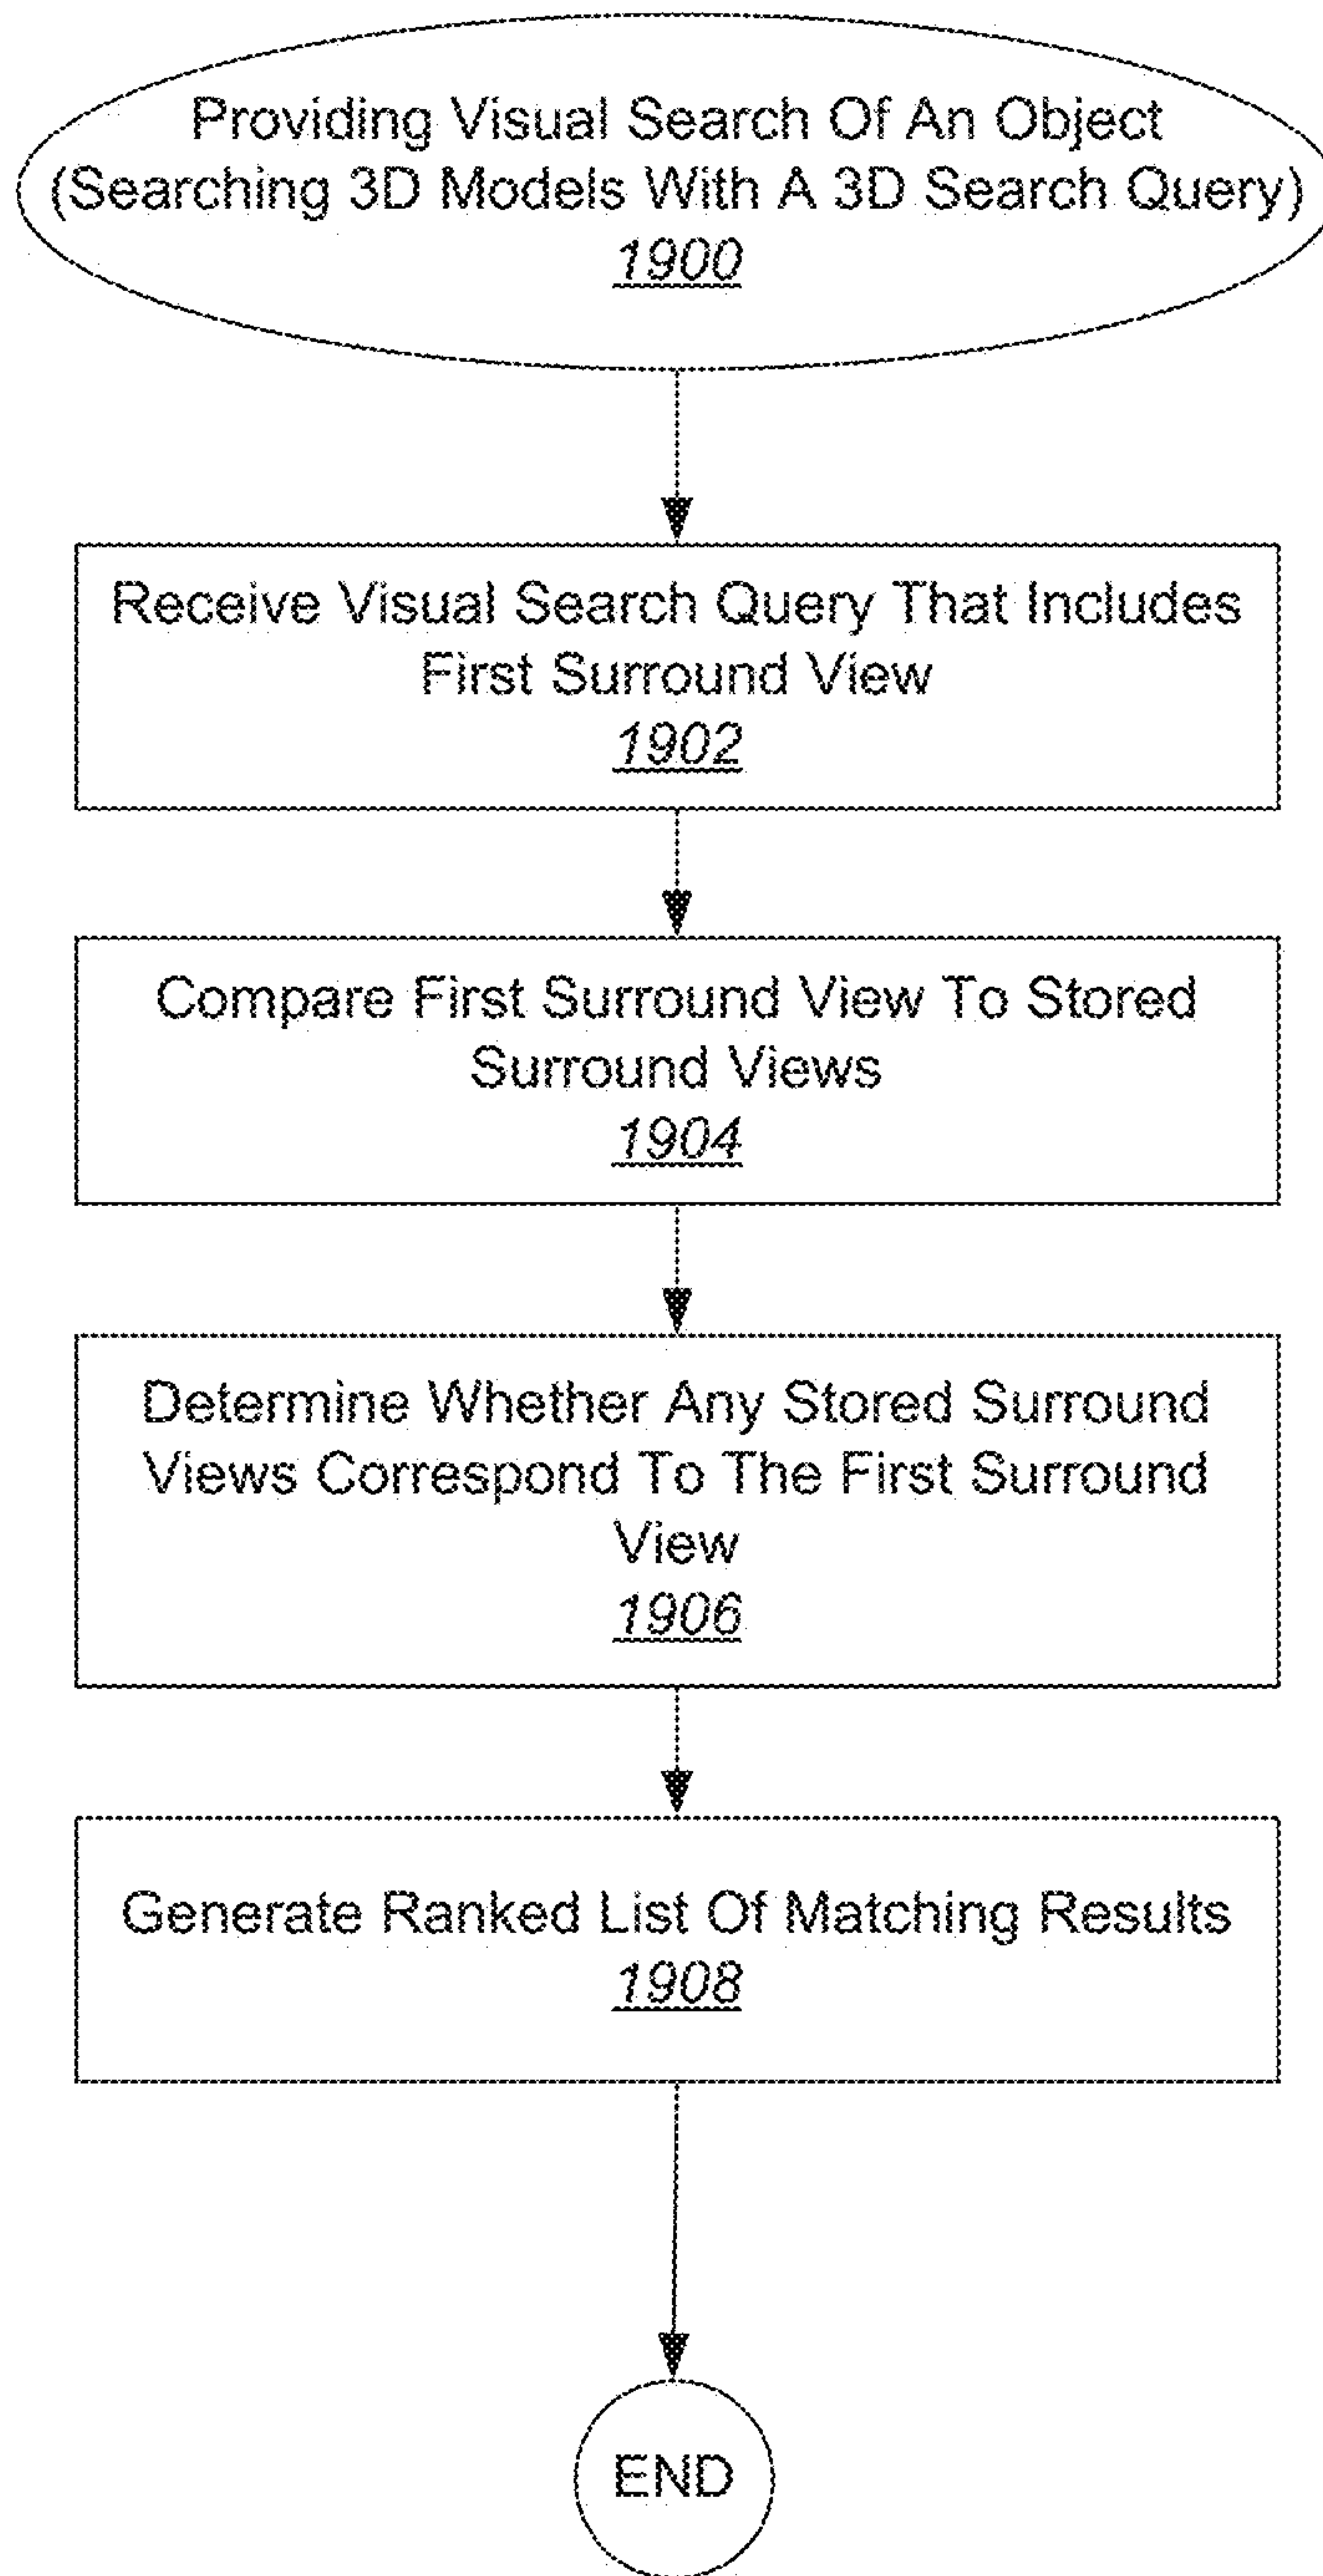 Providing Visual Search Of An Object
(Searching 3D Models With A 3D Search Query)
1900
Receive Visual Search Query That Includes
First Surround View
1902
Compare First Surround View To Stored
Surround Views
1904
Determine Whether Any Stored Surround
Views Correspond To The First Surround
View
1906
Generate Ranked List Of Matching Results
1908
END